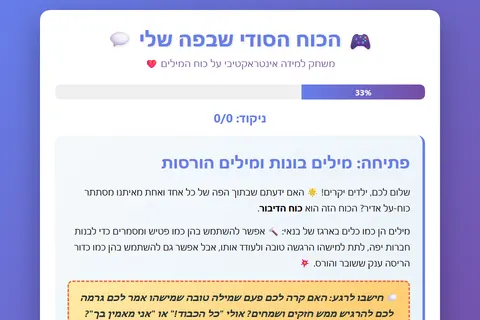 🎮 הכוח הסודי שבפה שלי 💬
משחק למידה אינטראקטיבי על כוח המילים ❤️
33%
ניקוד: 0/0
פתיחה: מילים בונות ומילים הורסות
שלום לכם, ילדים יקרים! 🌟 האם ידעתם שבתוך הפה של כל אחד ואחת מאיתנו מסתתר
כוח-על אדיר? הכוח הזה הוא כוח הדיבור.
מילים הן כמו כלים בארגז של בנאי: 🔨 אפשר להשתמש בהן כמו פטיש ומסמרים כדי לבנות
חברות יפה, לתת למישהו הרגשה טובה ולעודד אותו, אבל אפשר גם להשתמש בהן כמו כדור
הריסה ענק ששובר והורס. 💥
💭 חישבו לרגע: האם קרה לכם פעם שמילה טובה שמישהו אמר לכם גרמה
לכם להרגיש ממש חזקים ושמחים? אולי "כל הכבוד!" או "אני מאמין בך"?